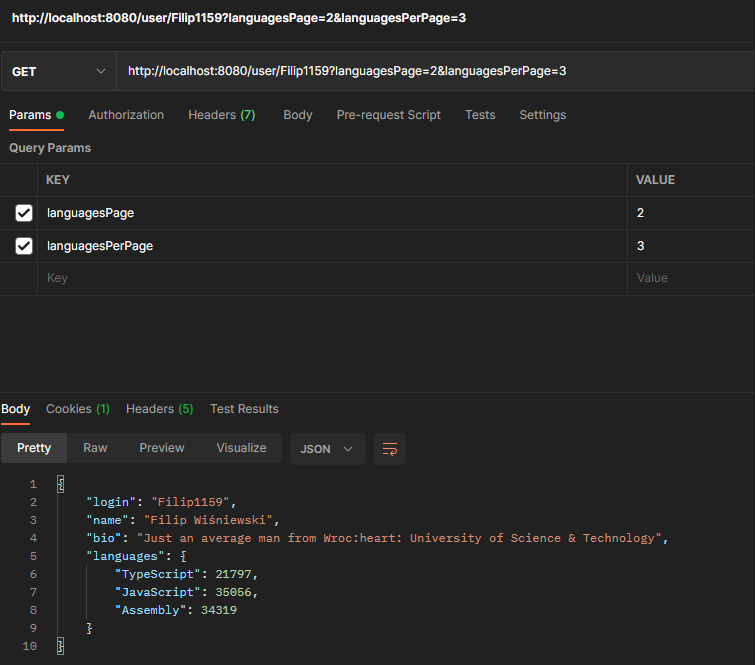 http://localhost:8080/user/Filip1159?languagesPage=2&languagesPerPage=3
GET http://localhost:8080/user/Filip1159?languagesPage=2&languagesPerPage=3
Params Authorization Headers (7) Body Pre-request Script Tests Settings
Query Params
KEY VALUE
languagesPage 2
languagesPerPage 3
Key Value
Body Cookies (1) Headers (5) Test Results
Pretty Raw Preview Visualize JSON
1 {
2 "login": "Filip1159",
3 "name": "Filip Wiśniewski",
4 "bio": "Just an average man from Wroc:heart: University of Science & Technology",
5 "languages": {
6 "TypeScript": 21797,
7 "JavaScript": 35056,
8 "Assembly": 34319
9 }
10 }